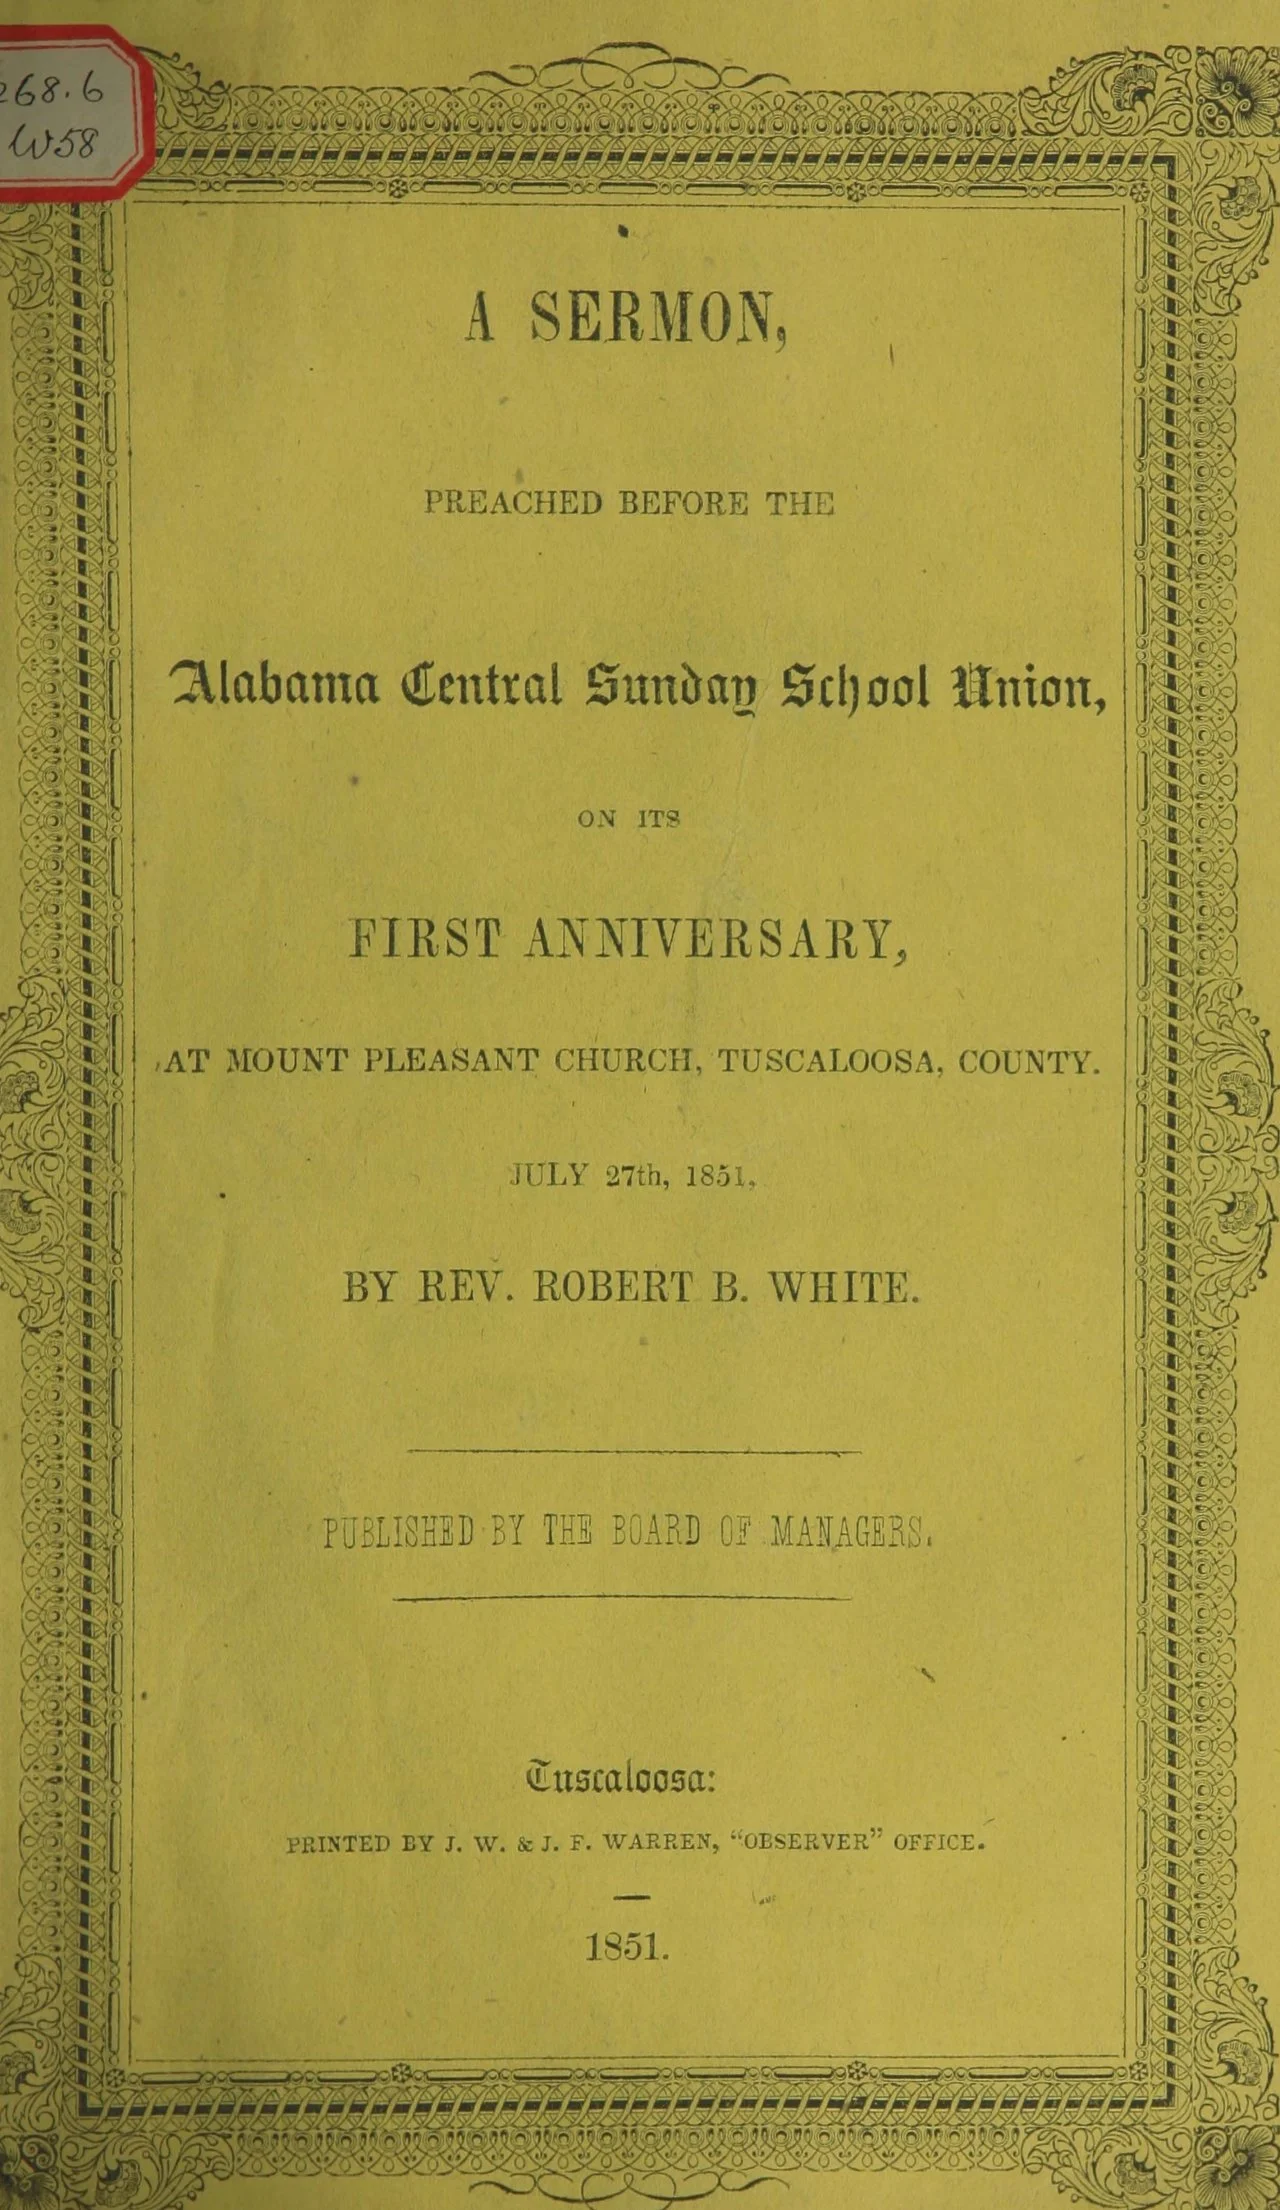 268.6
W58
A SERMON,
PREACHED BEFORE THE
Alabama Central Sunday School Union,
ON ITS
FIRST ANNIVERSARY,
AT MOUNT PLEASANT CHURCH, TUSCALOOSA, COUNTY.
JULY 27th, 1851,
BY REV. ROBERT B. WHITE.
PUBLISHED BY THE BOARD OF MANAGERS.
Tuscaloosa:
PRINTED BY J. W. & J. F. WARREN, “OBSERVER” OFFICE.
1851.